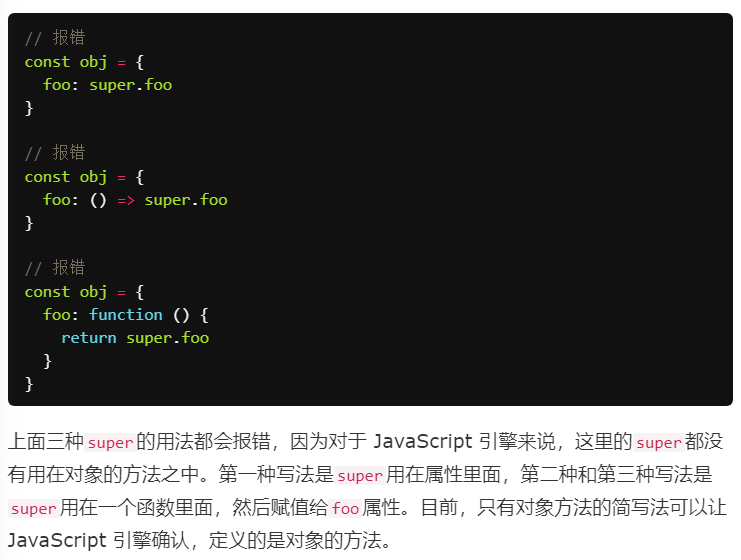 // 报错
const obj = {
  foo: super.foo
}
// 报错
const obj = {
  foo: () => super.foo
}
// 报错
const obj = {
  foo: function () {
    return super.foo
  }
}
上面三种super的用法都会报错，因为对于 JavaScript 引擎来说，这里的super都没
有用在对象的方法之中。第一种写法是super用在属性里面，第二种和第三种写法是
super用在一个函数里面，然后赋值给foo属性。目前，只有对象方法的简写法可以让
JavaScript 引擎确认，定义的是对象的方法。